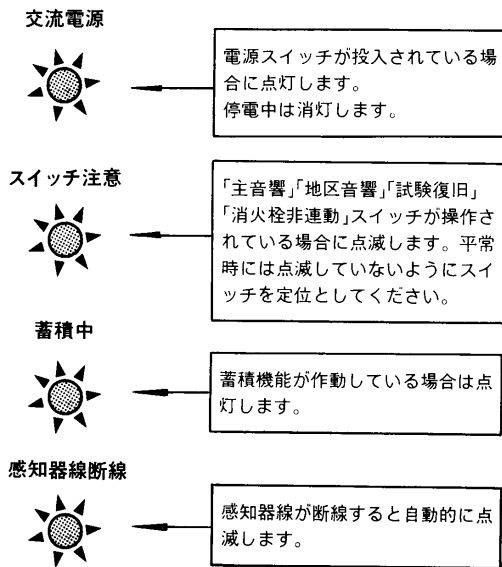 交流電源
電源スイッチが投入されている場
合に点灯します。
停電中は消灯します。
スイッチ注意
「主音響」「地区音響」「試験復旧」
「消火栓非連動」スイッチが操作さ
れている場合に点滅します。平常
時には点滅していないようにスイ
ッチを定位としてください。
蓄積中
蓄積機能が作動している場合は点
灯します。
感知器線断線
感知器線が断線すると自動的に点
滅します。